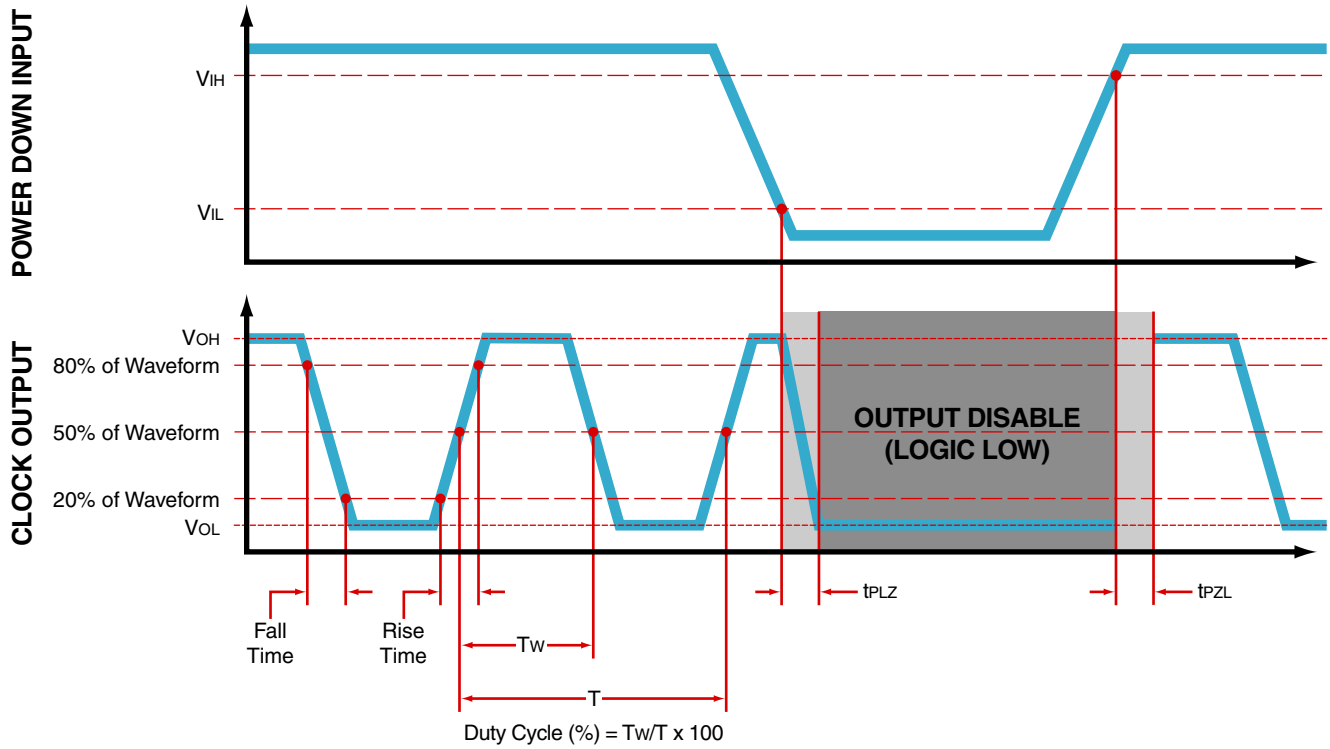 POWER DOWN INPUT
VIH
VIL
CLOCK OUTPUT
VOH
80% of Waveform
50% of Waveform
20% of Waveform
VOL
OUTPUT DISABLE
(LOGIC LOW)
tPLZ
tPZL
Fall
Time
Rise
Time
TW
T
Duty Cycle (%) = TW/T x 100